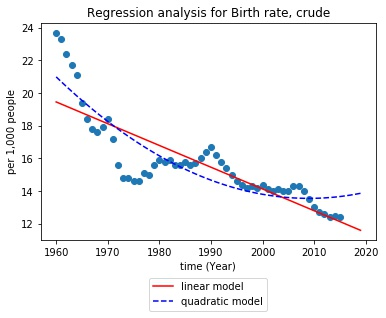 Regression analysis for Birth rate, crude
per 1,000 people
24
22
20
18
16
14
12
1960
1970
1980
1990
2000
2010
2020
time (Year)
linear model
quadratic model